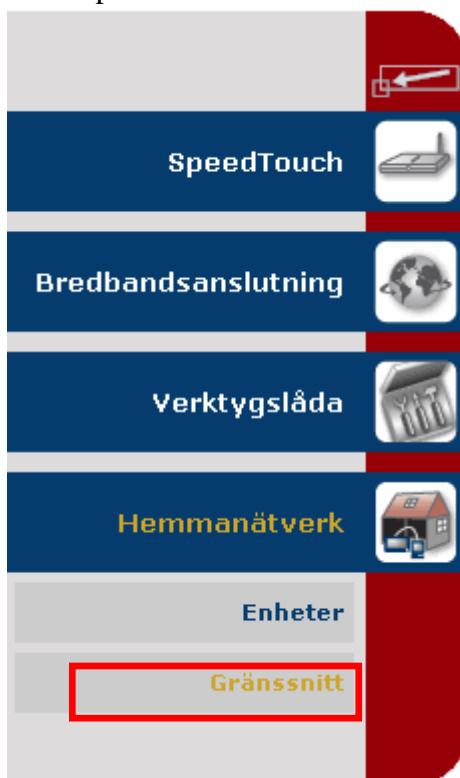 SpeedTouch
Bredbandsanslutning
Verktygslåda
Hemmanätverk
Enheter
Gränssnitt